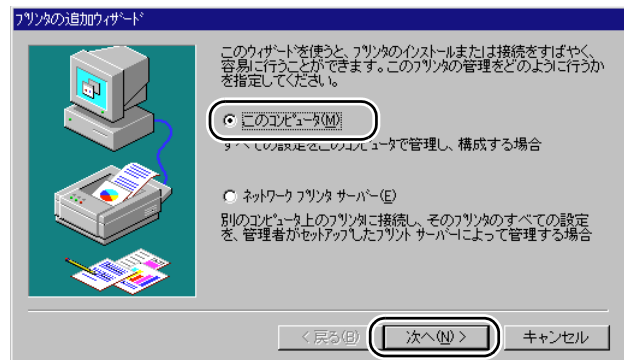 プリンタの追加ウィザード
このウィザードを使うと、プリンタのインストールまたは接続をすばやく、
容易に行うことができます。このプリンタの管理をどのように行うか
を指定してください。
このコンピュータ(M)
すべての設定をこのコンピュータで管理し、構成する場合
ネットワーク プリンタ サーバー(E)
別のコンピュータ上のプリンタに接続し、そのプリンタのすべての設定
を、管理者がセットアップしたプリント サーバーによって管理する場合
< 戻る(B)
次へ(N) >
キャンセル